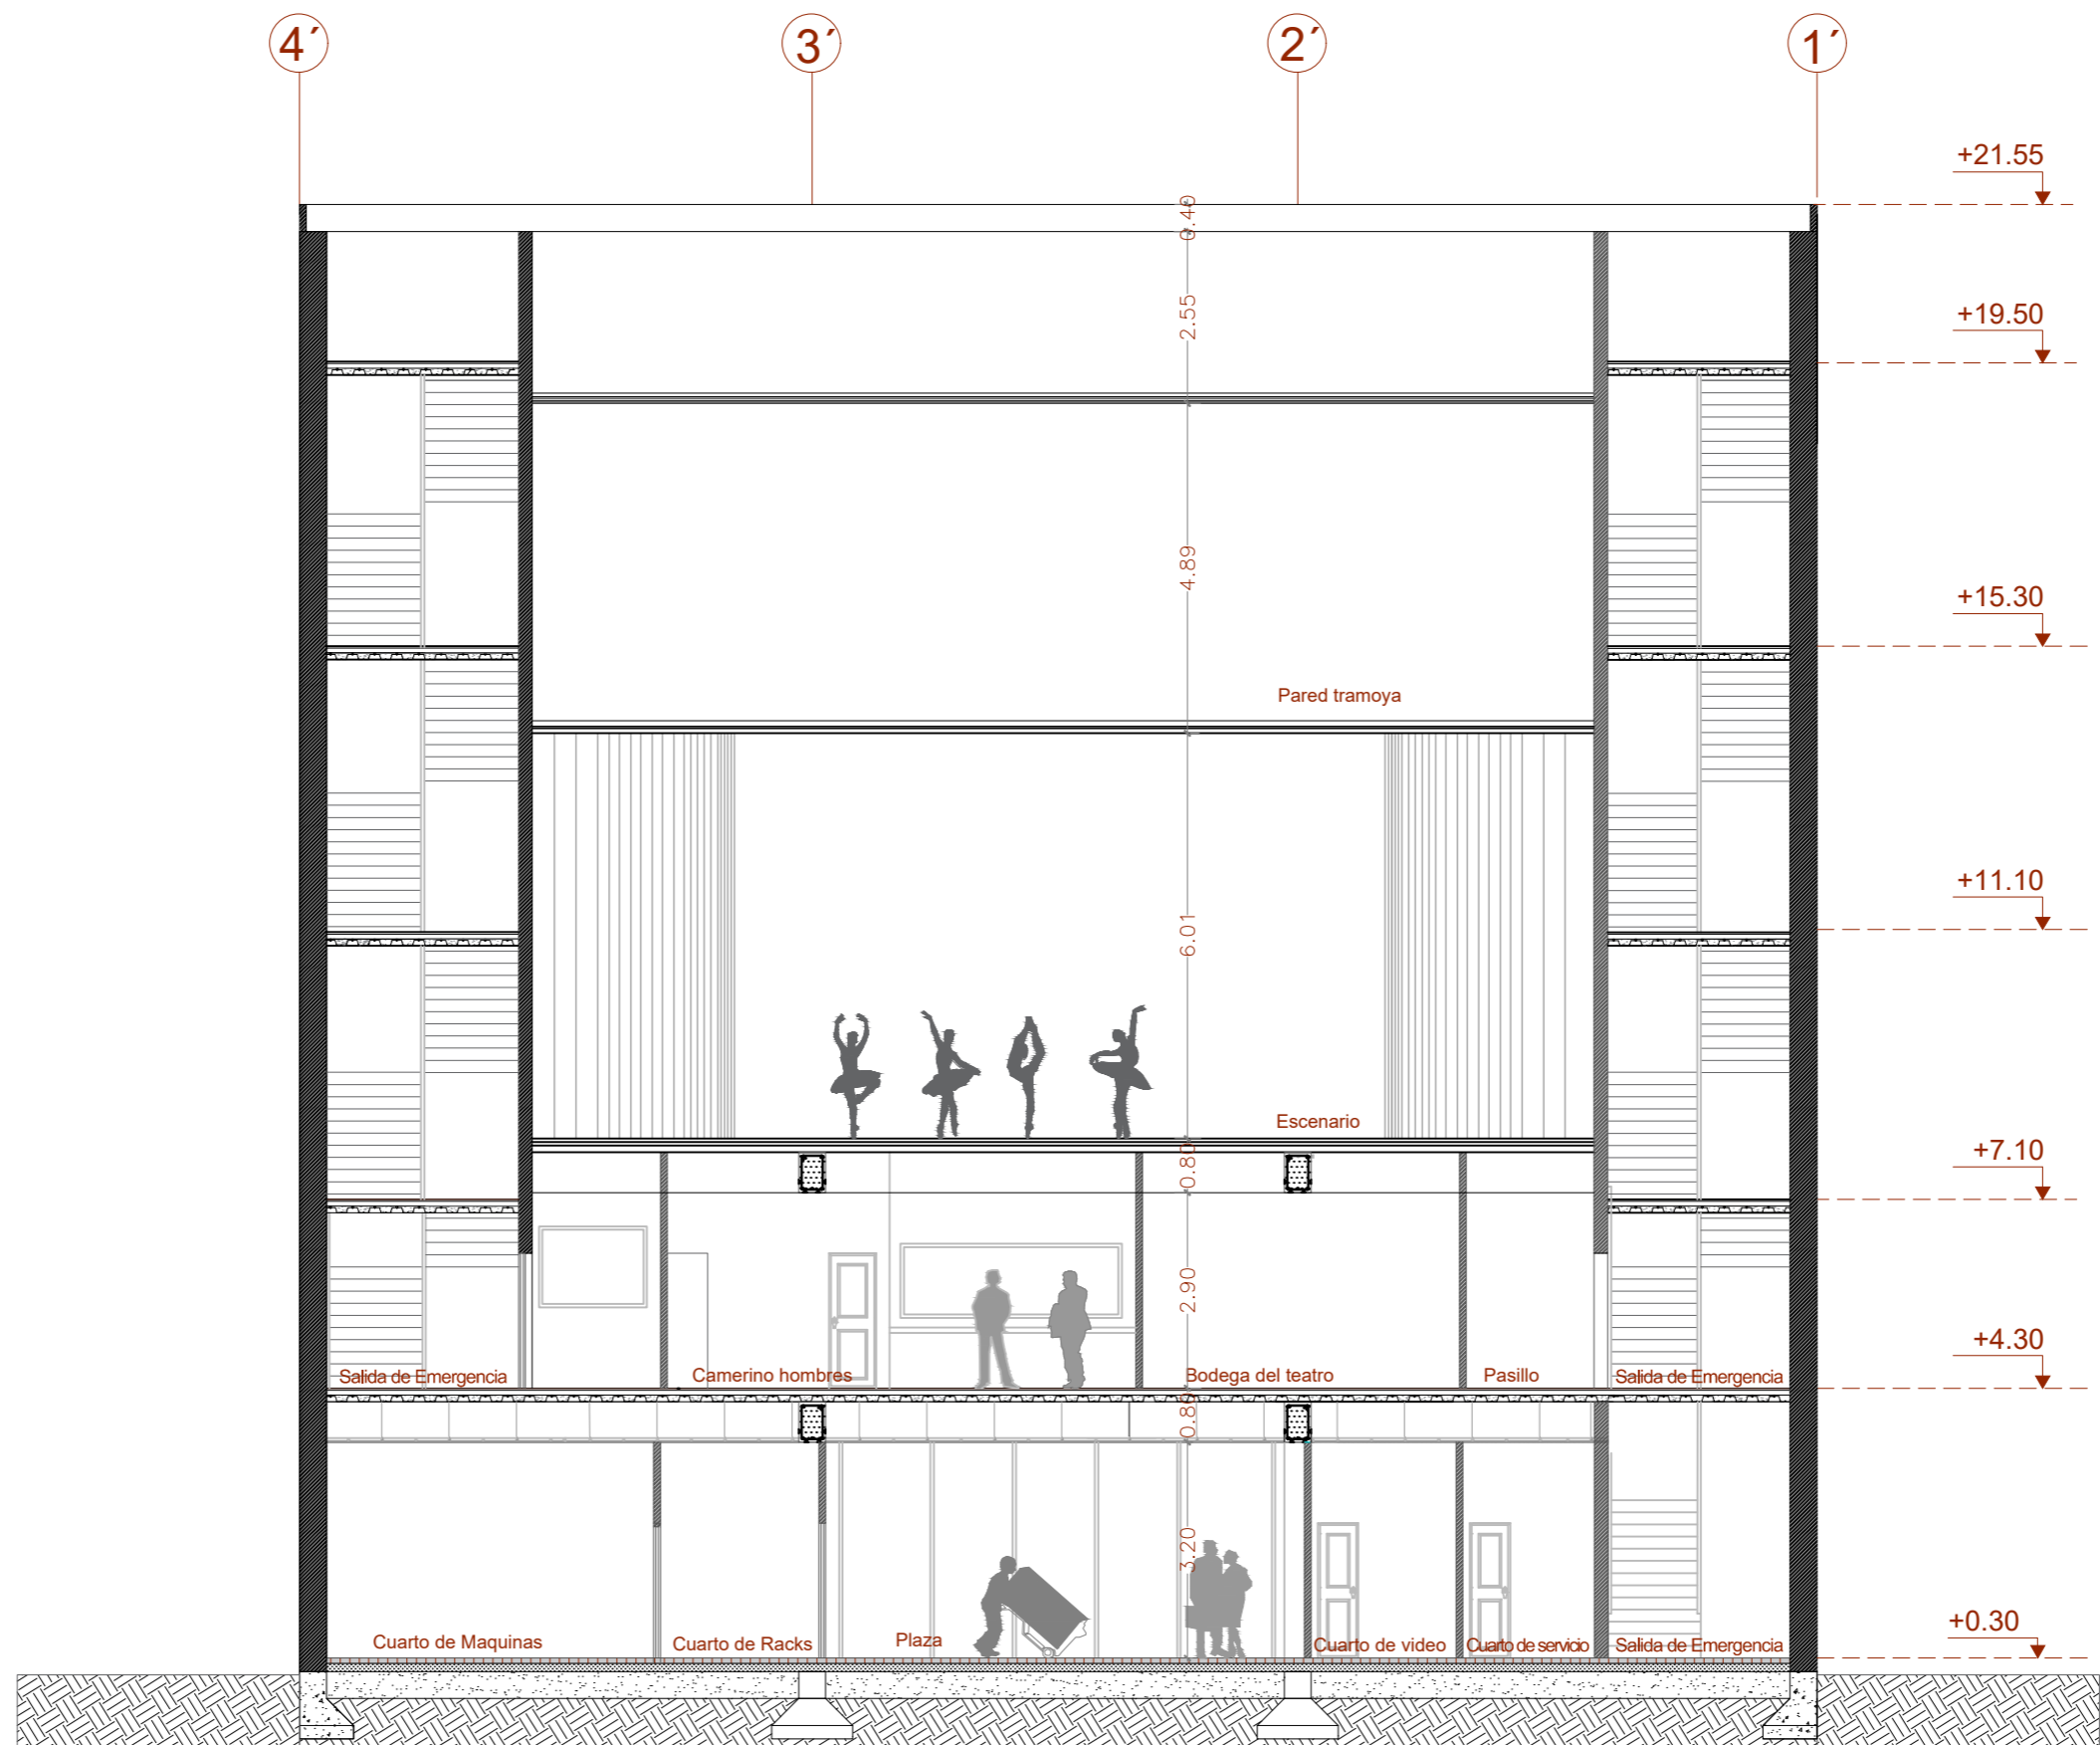 4´
3´
2´
1´
+21.55
0.40
+19.50
2.55
4.89
+15.30
Pared tramoya
+11.10
6.01
Escenario
+7.10
0.80
2.90
+4.30
Salida de Emergencia
Camerino hombres
Bodega del teatro
Pasillo
Salida de Emergencia
0.80
3.20
+0.30
Cuarto de Maquinas
Cuarto de Racks
Plaza
Cuarto de video
Cuarto de servicio
Salida de Emergencia